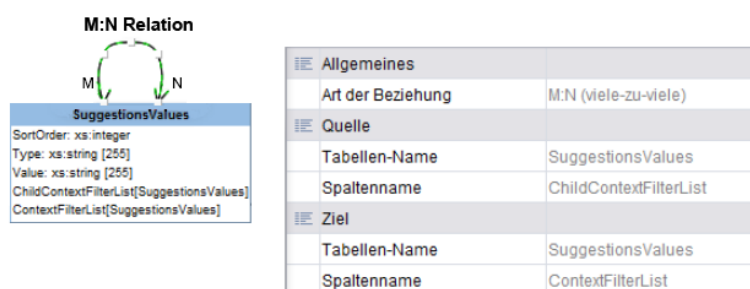 M:N Relation
M
N
SuggestionsValues
SortOrder: xs:integer
Type: xs:string [255]
Value: xs:string [255]
ChildContextFilterList[SuggestionsValues]
ContextFilterList[SuggestionsValues]
Allgemeines
Art der Beziehung M:N (viele-zu-viele)
Quelle
Tabellen-Name SuggestionsValues
Spaltenname ChildContextFilterList
Ziel
Tabellen-Name SuggestionsValues
Spaltenname ContextFilterList